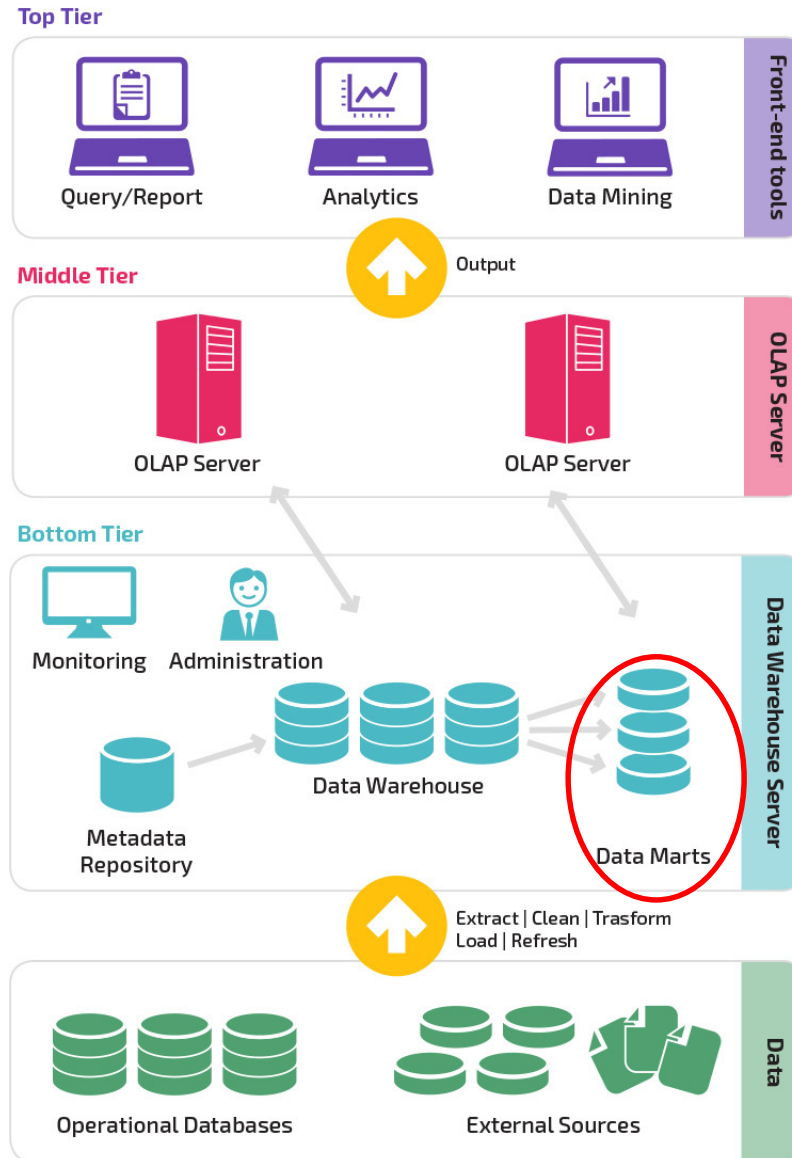 Top Tier
Query/Report
Analytics
Data Mining
Front-end tools
Output
Middle Tier
OLAP Server
OLAP Server
OLAP Server
Bottom Tier
Monitoring
Administration
Data Warehouse
Metadata
Repository
Data Marts
Data Warehouse Server
Extract | Clean | Trasform
Load | Refresh
Operational Databases
External Sources
Data